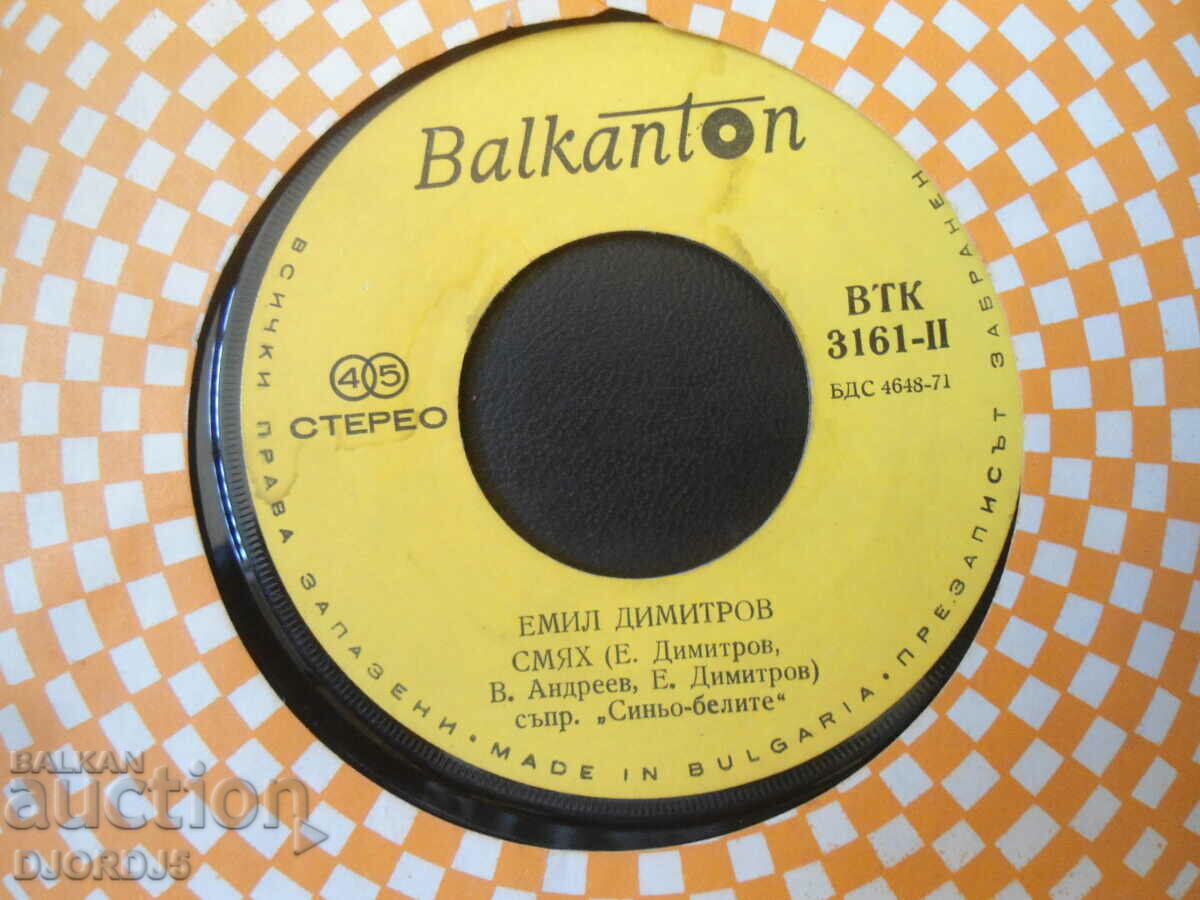 Balkanton
ВТК
3161-II
БДС 4648-71
45
СТЕРЕО
ЕМИЛ ДИМИТРОВ
СМЯХ (Е. Димитров,
В. Андреев, Е. Димитров)
съпр. „Синьо-белите“
ВСИЧКИ ПРАВА ЗАПАЗЕНИ • MADE IN BULGARIA • ПРЕЗАПИСЪТ ЗАБРАНЕН
BALKAN
auction
DJORDJ5